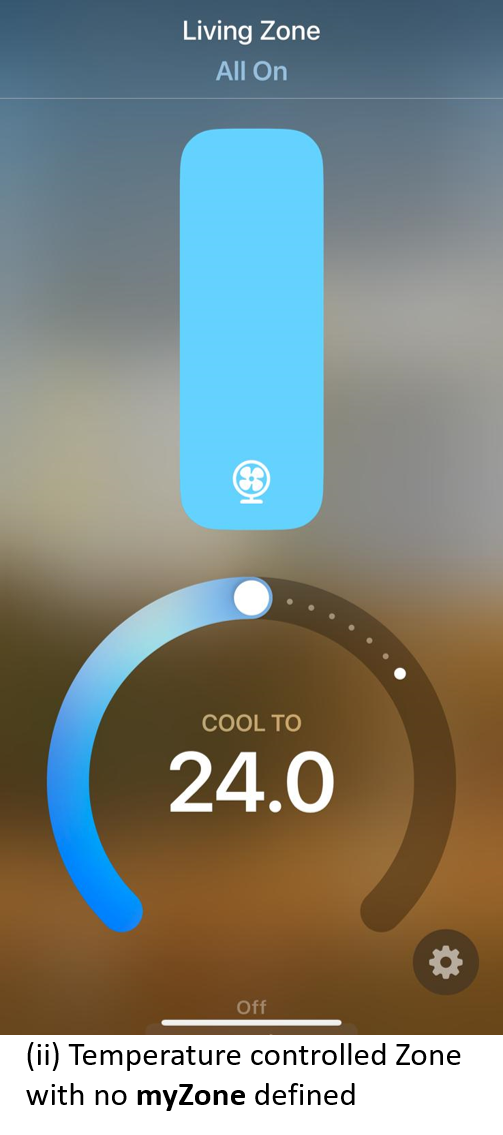 Living Zone
All On
COOL TO
24.0
Off
(ii) Temperature controlled Zone
with no myZone defined